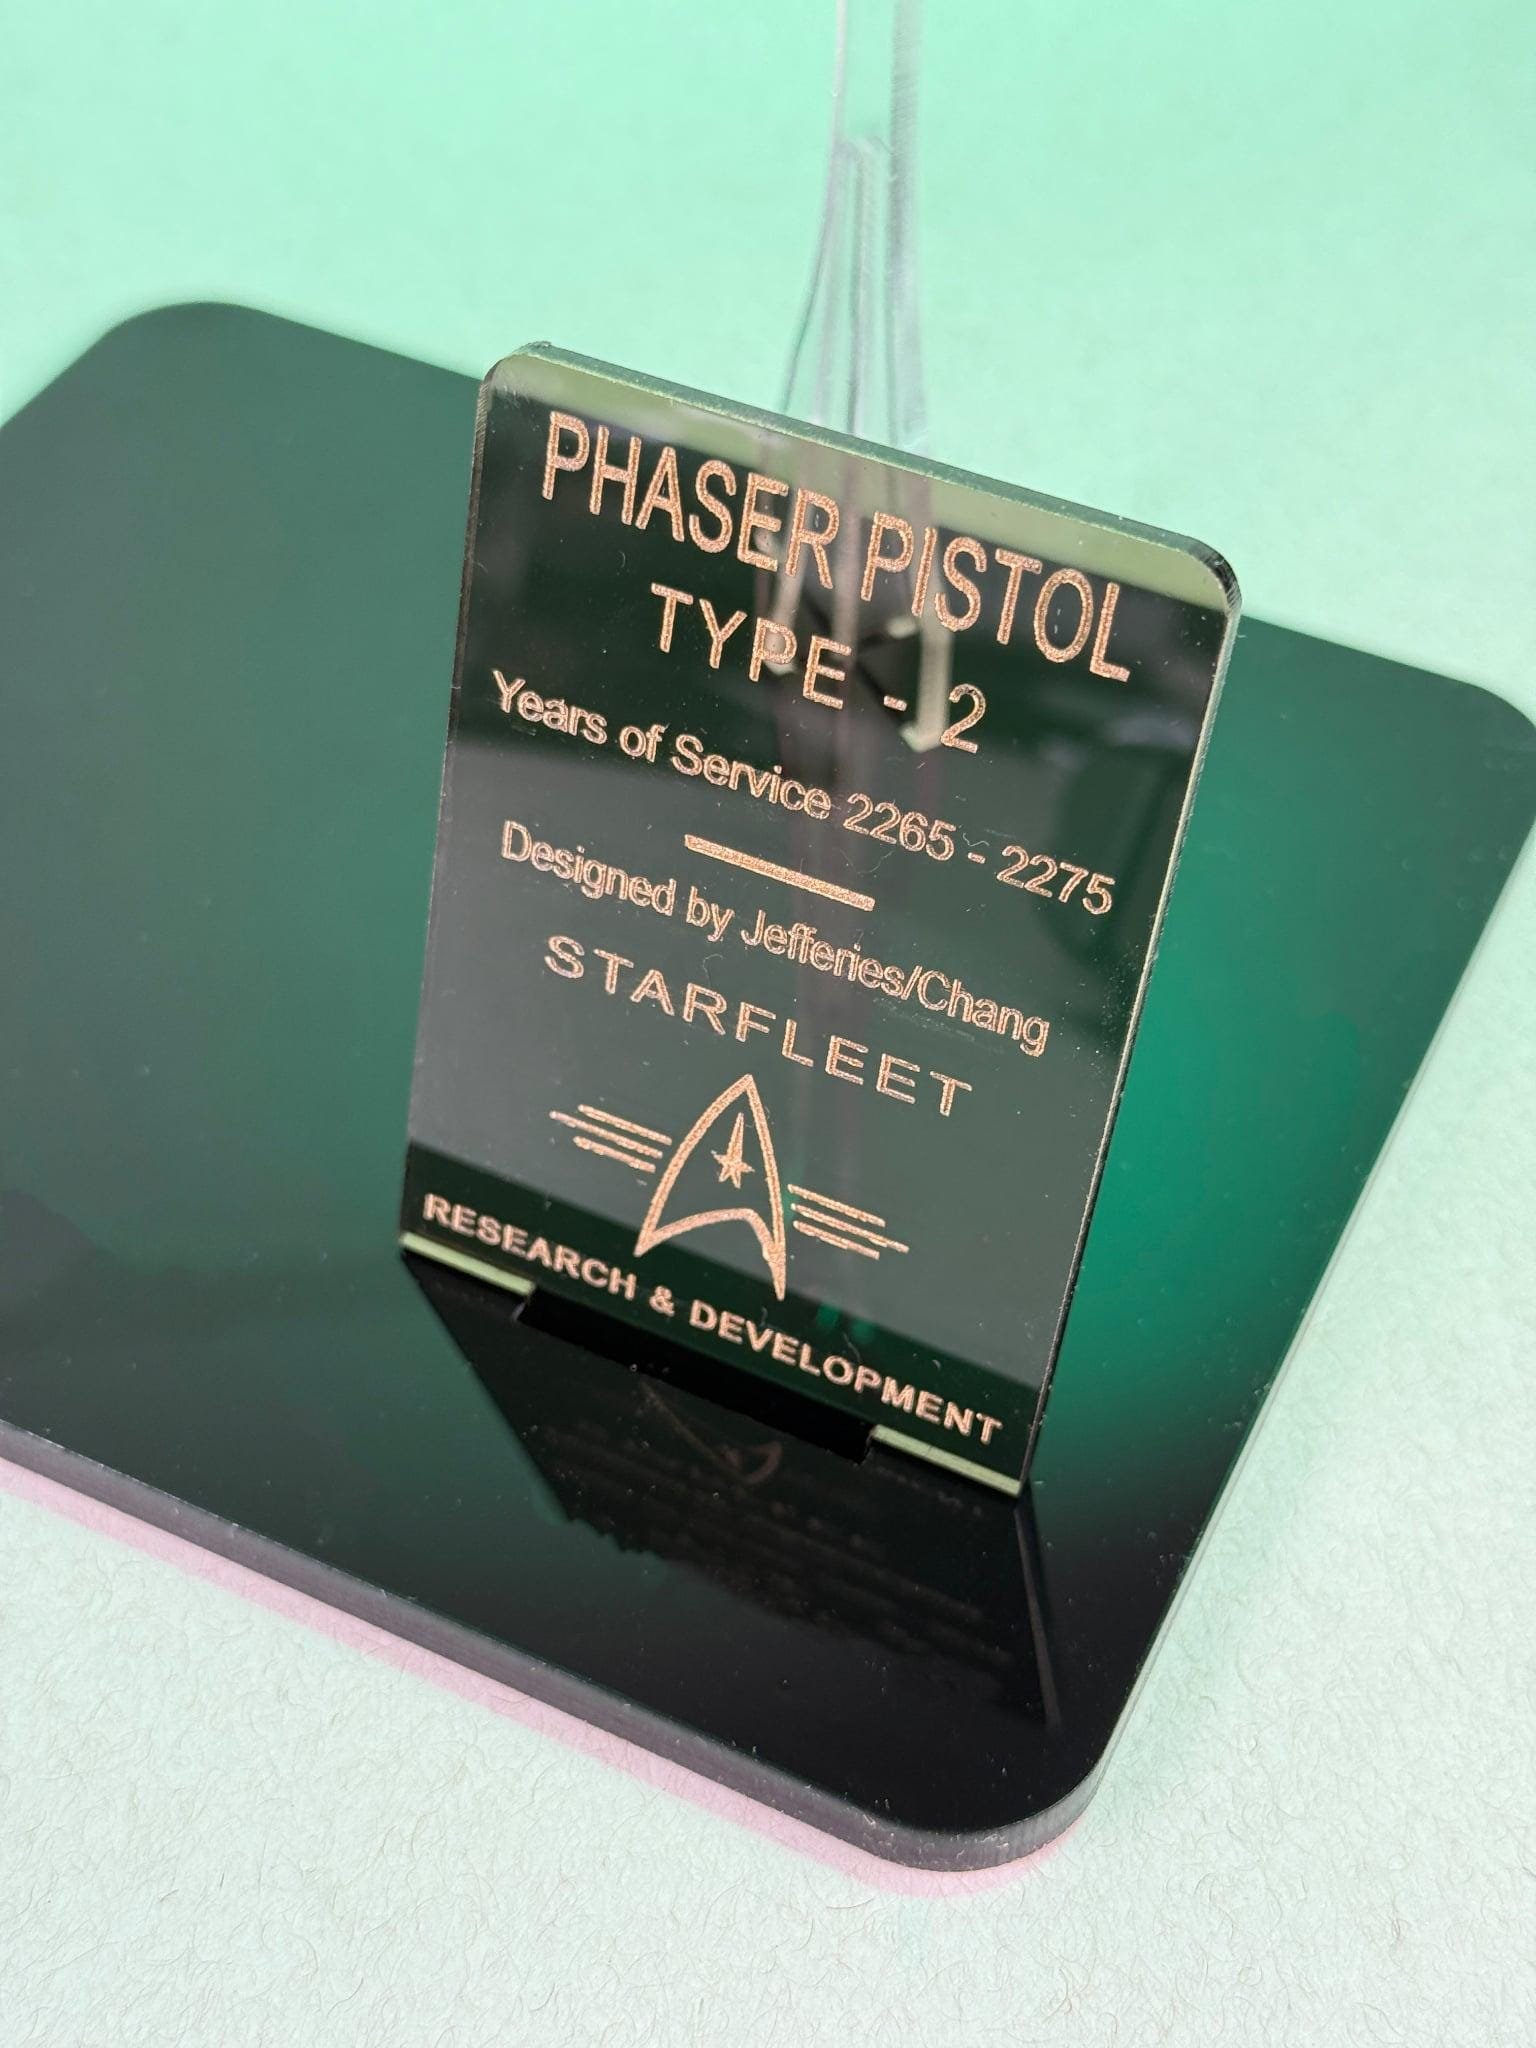 PHASER PISTOL
TYPE - 2
Years of Service 2265 - 2275
Designed by Jefferies/Chang
STARFLEET
RESEARCH & DEVELOPMENT